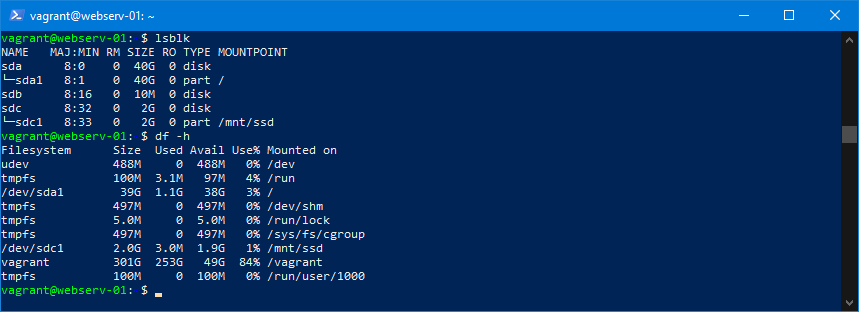 vagrant@webserv-01: ~
vagrant@webserv-01: $ lsblk
NAME   MAJ:MIN RM SIZE RO TYPE MOUNTPOINT
sda      8:0    0  40G  0 disk
└─sda1   8:1    0  40G  0 part /
sdb      8:16   0  10M  0 disk
sdc      8:32   0   2G  0 disk
└─sdc1   8:33   0   2G  0 part /mnt/ssd
vagrant@webserv-01: $ df -h
Filesystem      Size  Used Avail Use% Mounted on
udev            488M     0  488M   0% /dev
tmpfs           100M  3.1M   97M   4% /run
/dev/sda1        39G  1.1G   38G   3% /
tmpfs           497M     0  497M   0% /dev/shm
tmpfs           5.0M     0  5.0M   0% /run/lock
tmpfs           497M     0  497M   0% /sys/fs/cgroup
/dev/sdc1       2.0G  3.0M  1.9G   1% /mnt/ssd
vagrant         301G  253G   49G  84% /vagrant
tmpfs           100M     0  100M   0% /run/user/1000
vagrant@webserv-01: $